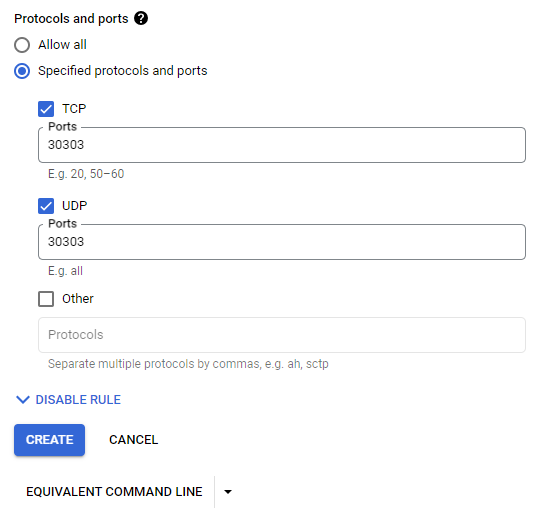 Protocols and ports ?
Allow all
Specified protocols and ports
TCP
Ports
30303
E.g. 20, 50–60
UDP
Ports
30303
E.g. all
Other
Protocols
Separate multiple protocols by commas, e.g. ah, sctp
DISABLE RULE
CREATE CANCEL
EQUIVALENT COMMAND LINE